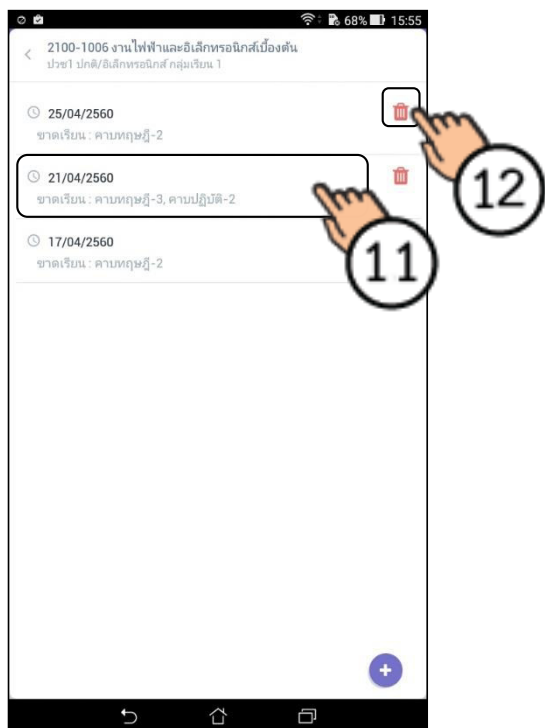 68% 15:55
2100-1006 งานไฟฟ้าและอิเล็กทรอนิกส์เบื้องต้น
ปวช1 ปกติ/อิเล็กทรอนิกส์ กลุ่มเรียน 1
25/04/2560
ขาดเรียน : คาบทฤษฎี-2
12
21/04/2560
ขาดเรียน : คาบทฤษฎี-3, คาบปฏิบัติ-2
11
17/04/2560
ขาดเรียน : คาบทฤษฎี-2